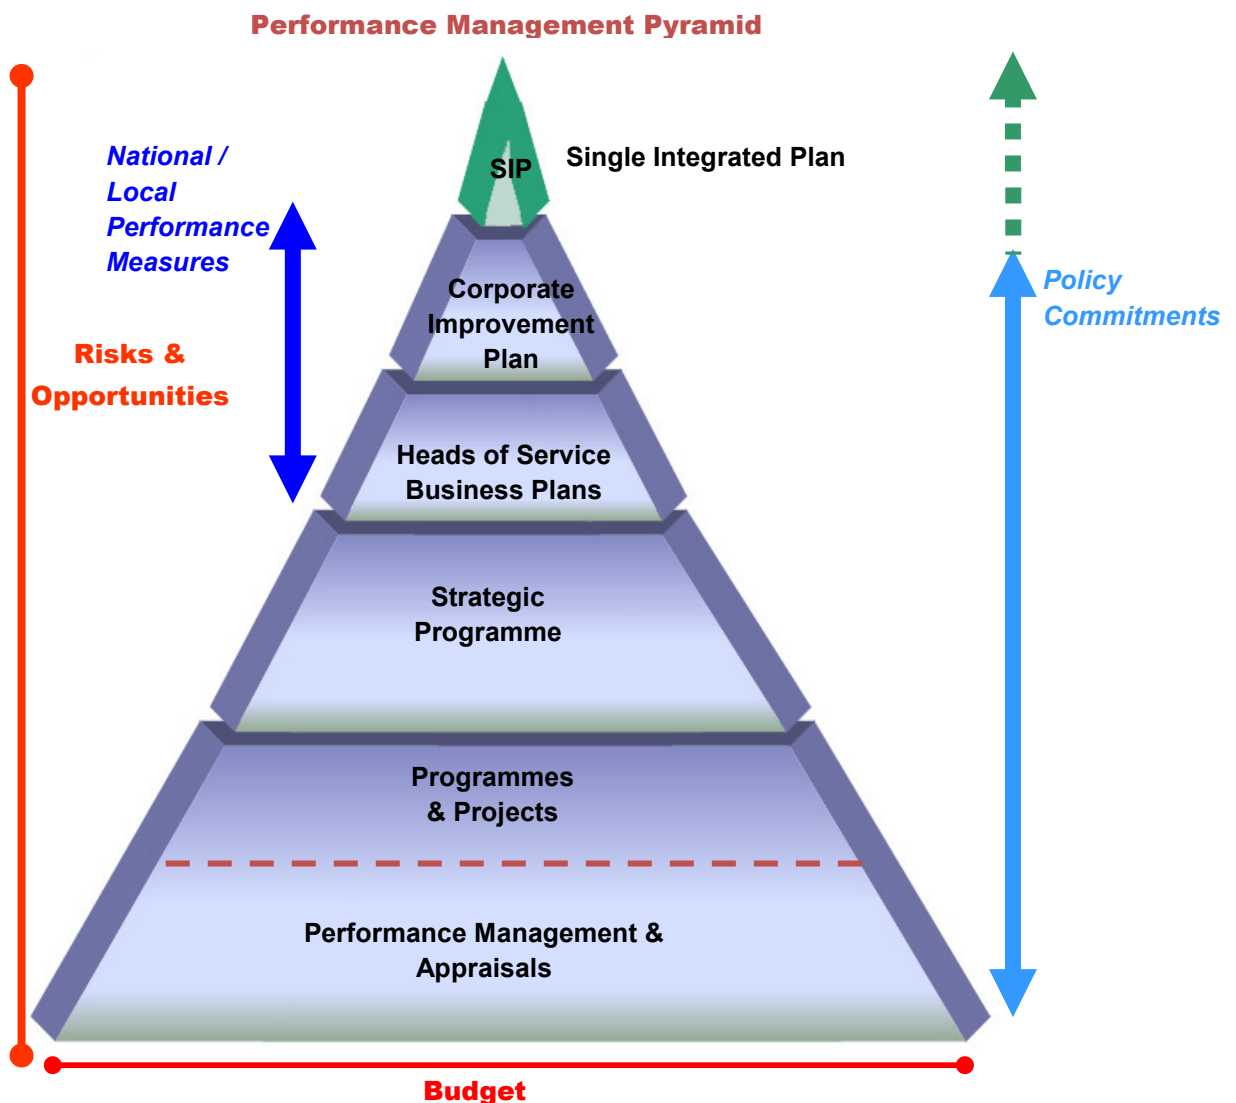 Performance Management Pyramid
National /
Local
Performance
Measures
SIP
Single Integrated Plan
Corporate
Improvement
Plan
Policy
Commitments
Risks &
Opportunities
Heads of Service
Business Plans
Strategic
Programme
Programmes
& Projects
Performance Management &
Appraisals
Budget